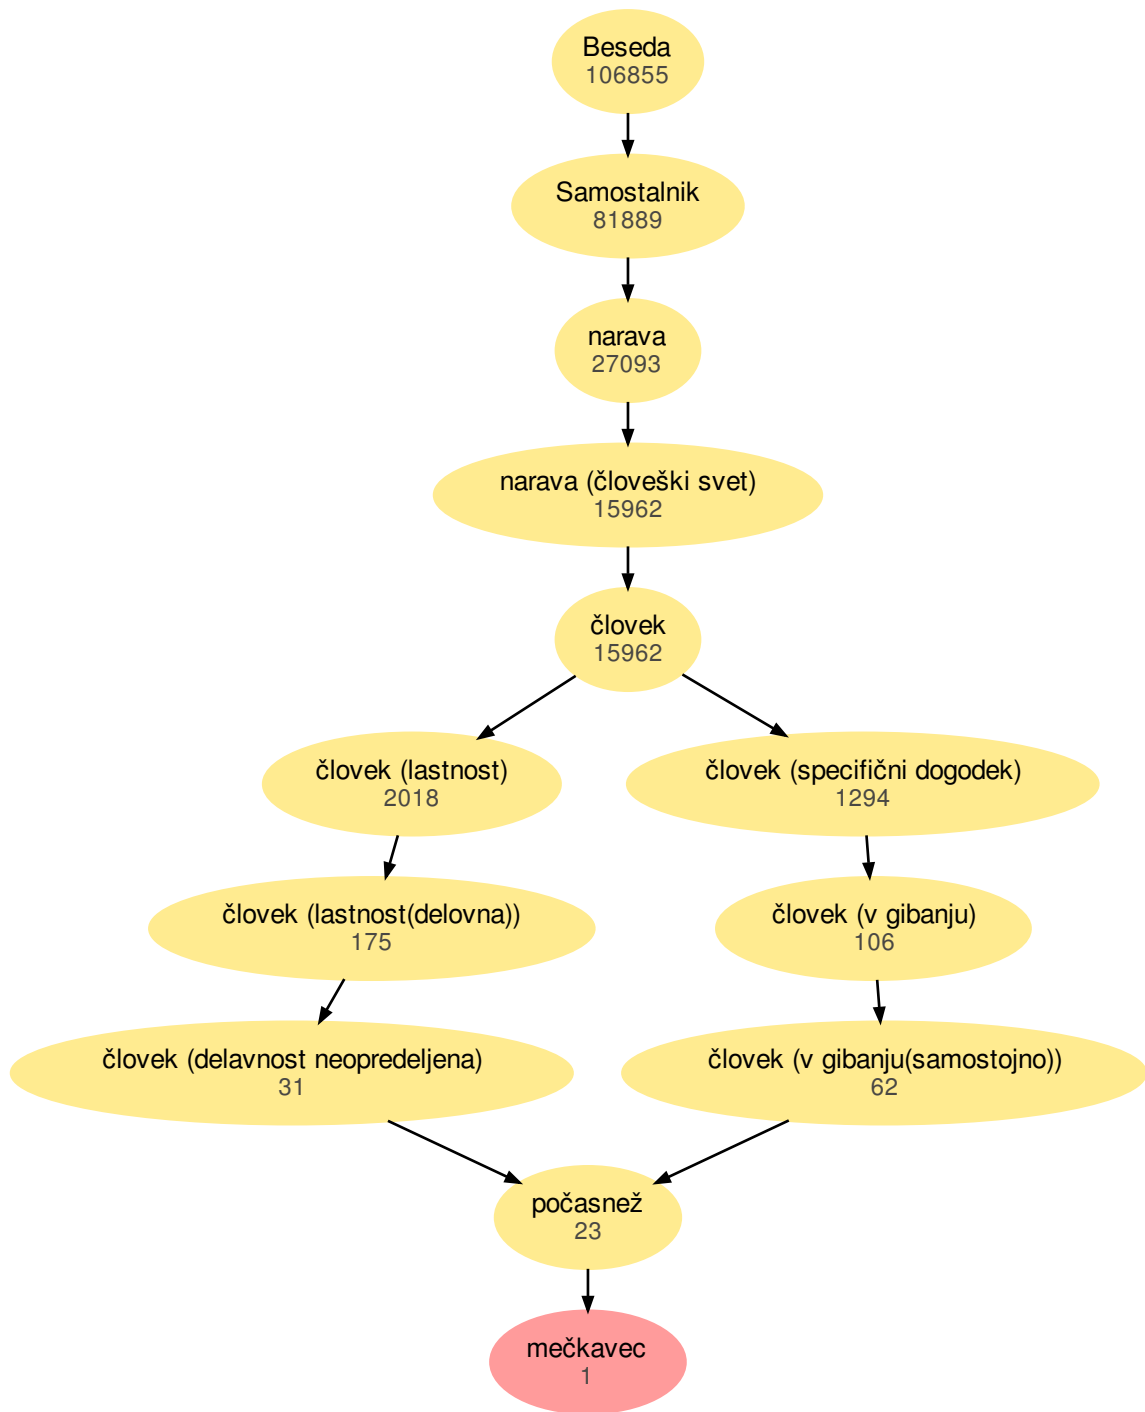 Beseda
106855
Samostalnik
81889
narava
27093
narava (človeški svet)
15962
človek
15962
človek (lastnost)
2018
človek (specifični dogodek)
1294
človek (lastnost(delovna))
175
človek (v gibanju)
106
človek (delavnost neopredeljena)
31
človek (v gibanju(samostojno))
62
počasnež
23
mečkavec
1